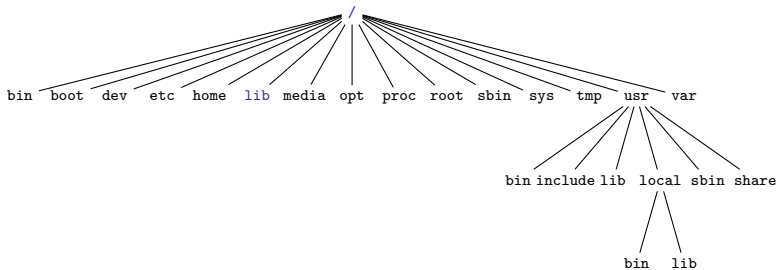 /
bin boot dev etc home lib media opt proc root sbin sys tmp usr var
bin include lib local sbin share
bin lib